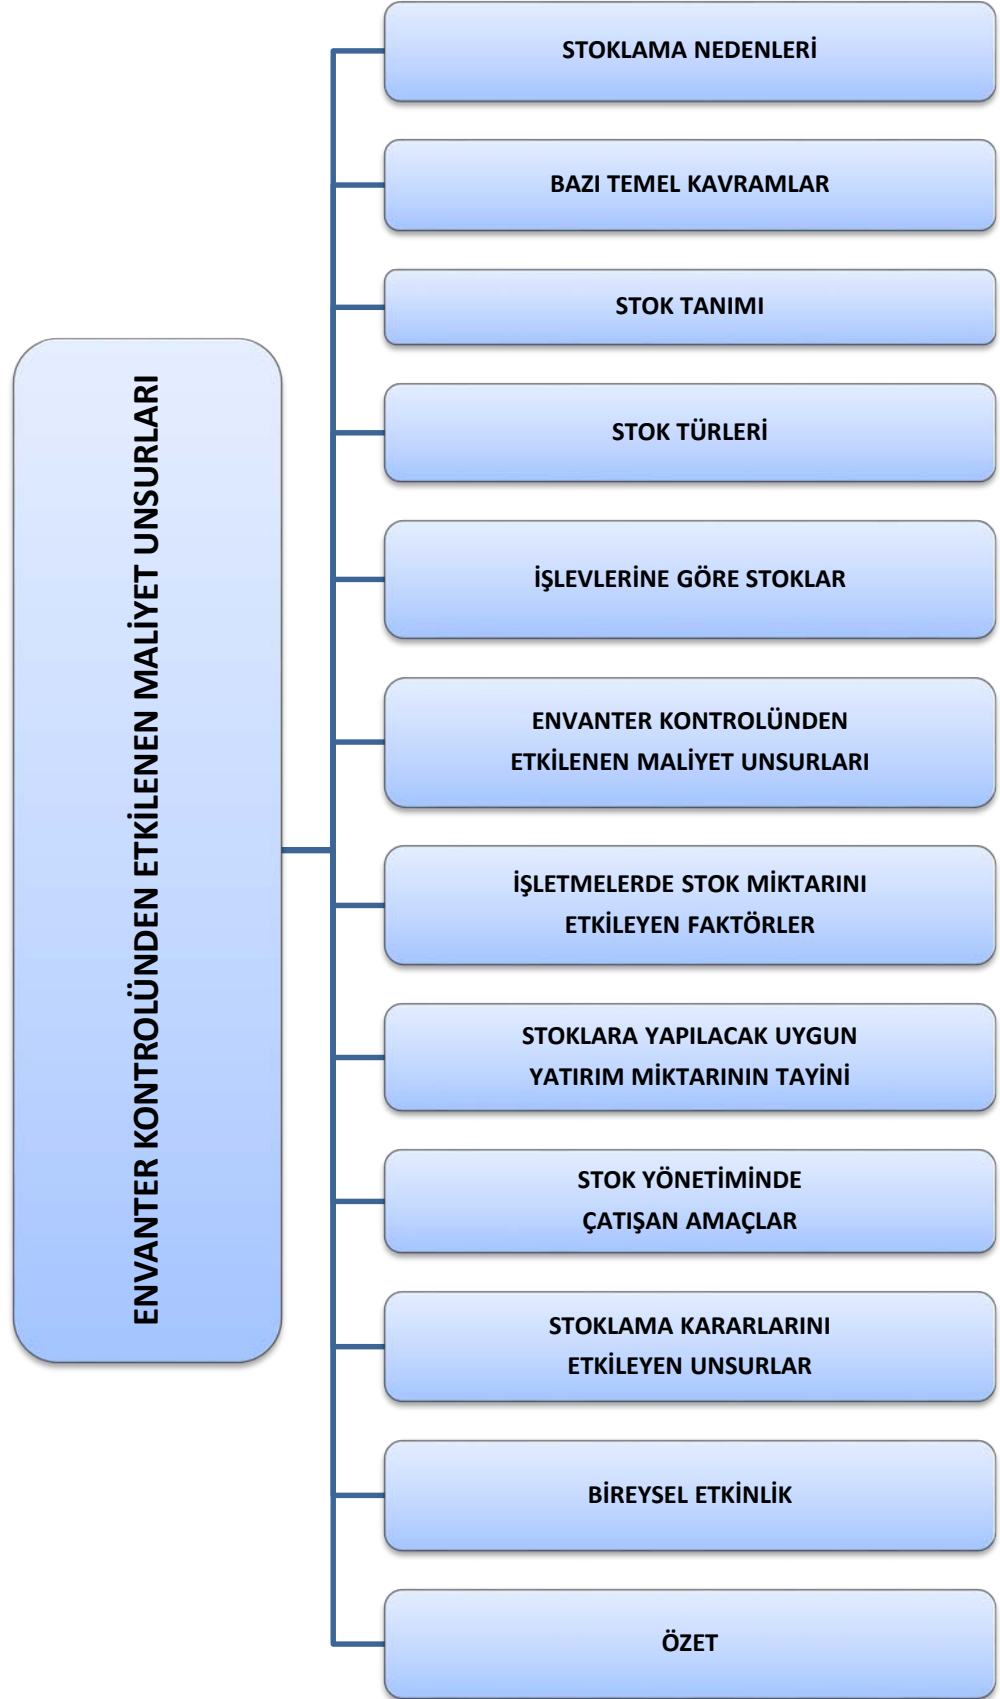 ENVANTER KONTROLÜNDEN ETKİLENEN MALİYET UNSURLARI
STOKLAMA NEDENLERİ
BAZI TEMEL KAVRAMLAR
STOK TANIMI
STOK TÜRLERİ
İŞLEVLERİNE GÖRE STOKLAR
ENVANTER KONTROLÜNDEN
ETKİLENEN MALİYET UNSURLARI
İŞLETMELERDE STOK MİKTARINI
ETKİLEYEN FAKTÖRLER
STOKLARA YAPILACAK UYGUN
YATIRIM MİKTARININ TAYİNİ
STOK YÖNETİMİNDE
ÇATIŞAN AMAÇLAR
STOKLAMA KARARLARINI
ETKİLEYEN UNSURLAR
BİREYSEL ETKİNLİK
ÖZET